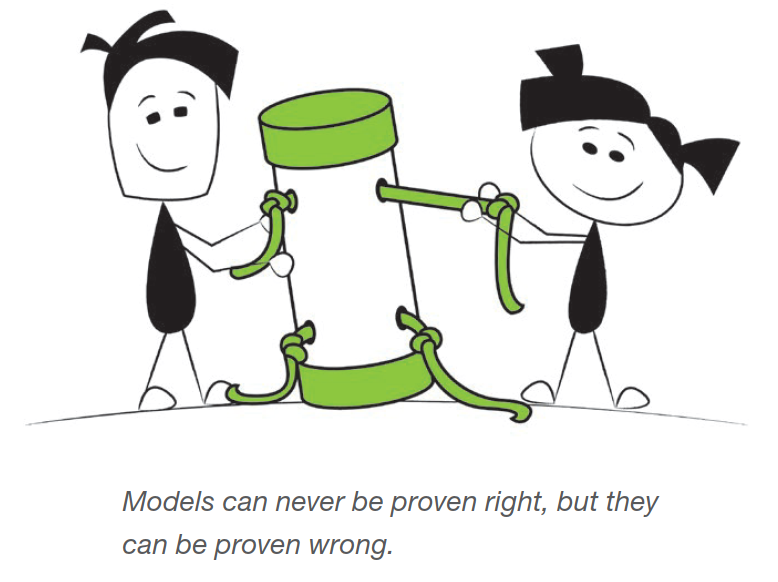 Models can never be proven right, but they
can be proven wrong.